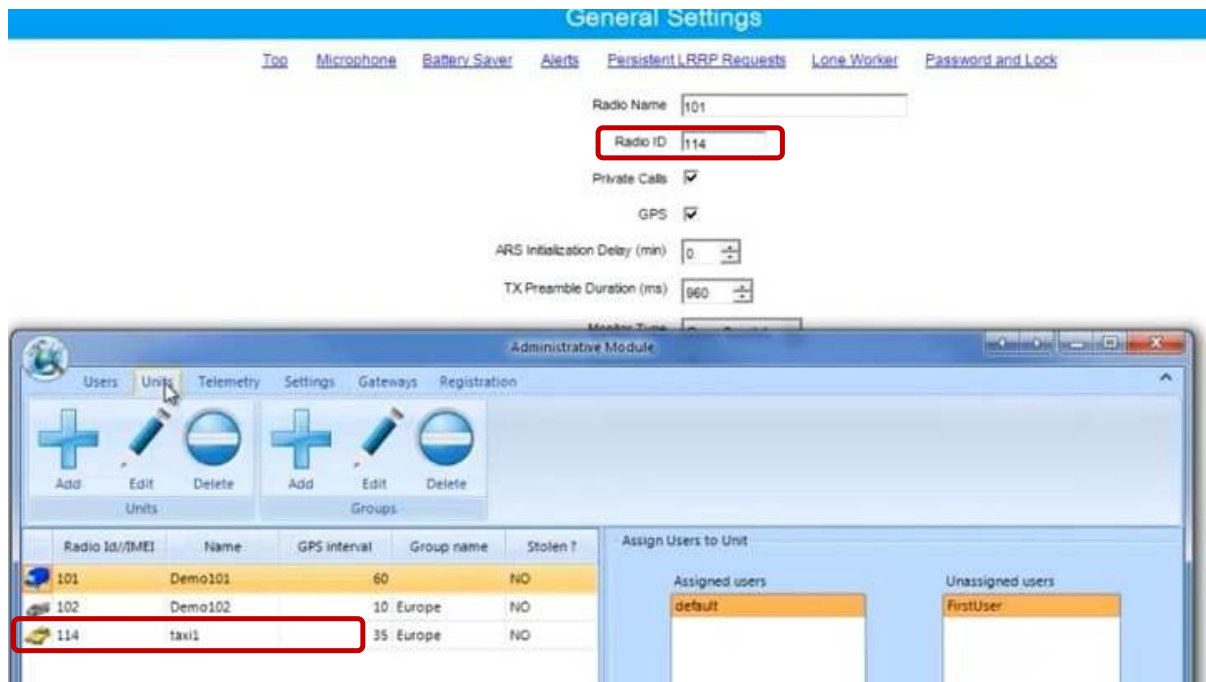 General Settings
Top Microphone Battery Saver Alerts Persistent LRRP Requests Lone Worker Password and Lock
Radio Name 101
Radio ID 114
Private Calls
GPS
ARS Initialization Delay (min) 0
TX Preamble Duration (ms) 960
Monitor Type
Administrative Module
Users Units Telemetry Settings Gateways Registration
Add Edit Delete Add Edit Delete
Units Groups
Radio Id//IMEI Name GPS interval Group name Stolen ? Assign Users to Unit
Assigned users Unassigned users
101 Demo101 60 NO default FirstUser
102 Demo102 10 Europe NO
114 taxi1 35 Europe NO